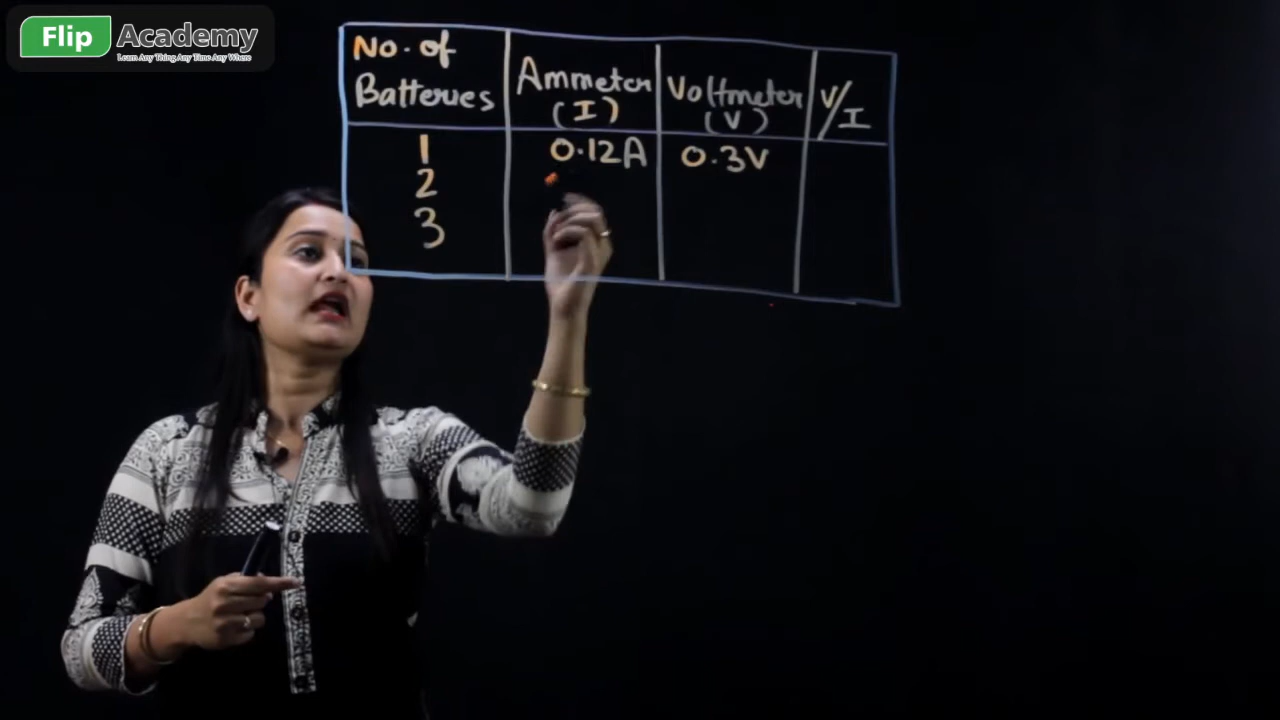 Flip Academy
Learn Any Thing Any Time Any Where
No. of
Batteries
Ammeter
(I)
Voltmeter
(V)
V/I
1 0.12A 0.3V
2
3